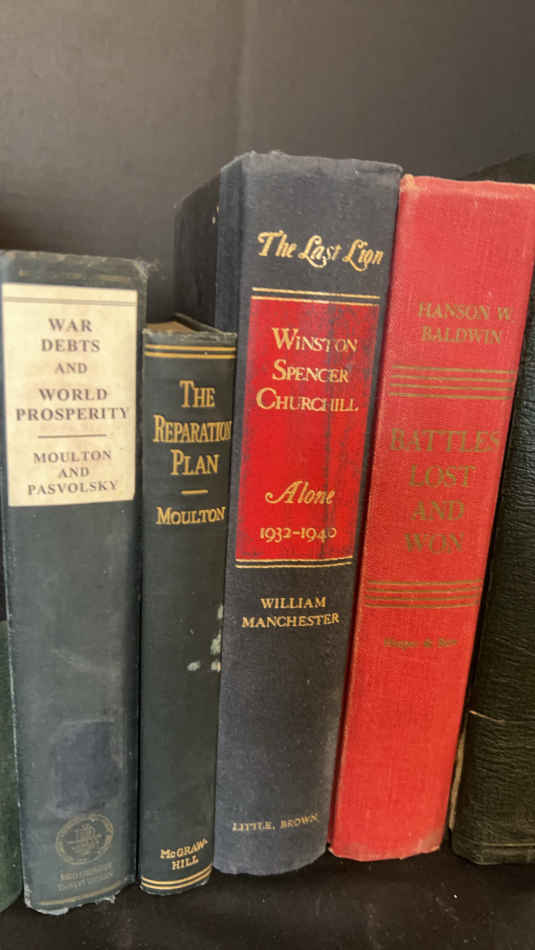 WAR
DEBTS
AND
WORLD
PROSPERITY
MOULTON
AND
PASVOLSKY
THE
REPARATION
PLAN
MOULTON
McGRAW-
HILL
The Last Lion
WINSTON
SPENCER
CHURCHILL
Alone
1932-1940
WILLIAM
MANCHESTER
LITTLE, BROWN
HANSON W.
BALDWIN
BATTLES
LOST
AND
WON